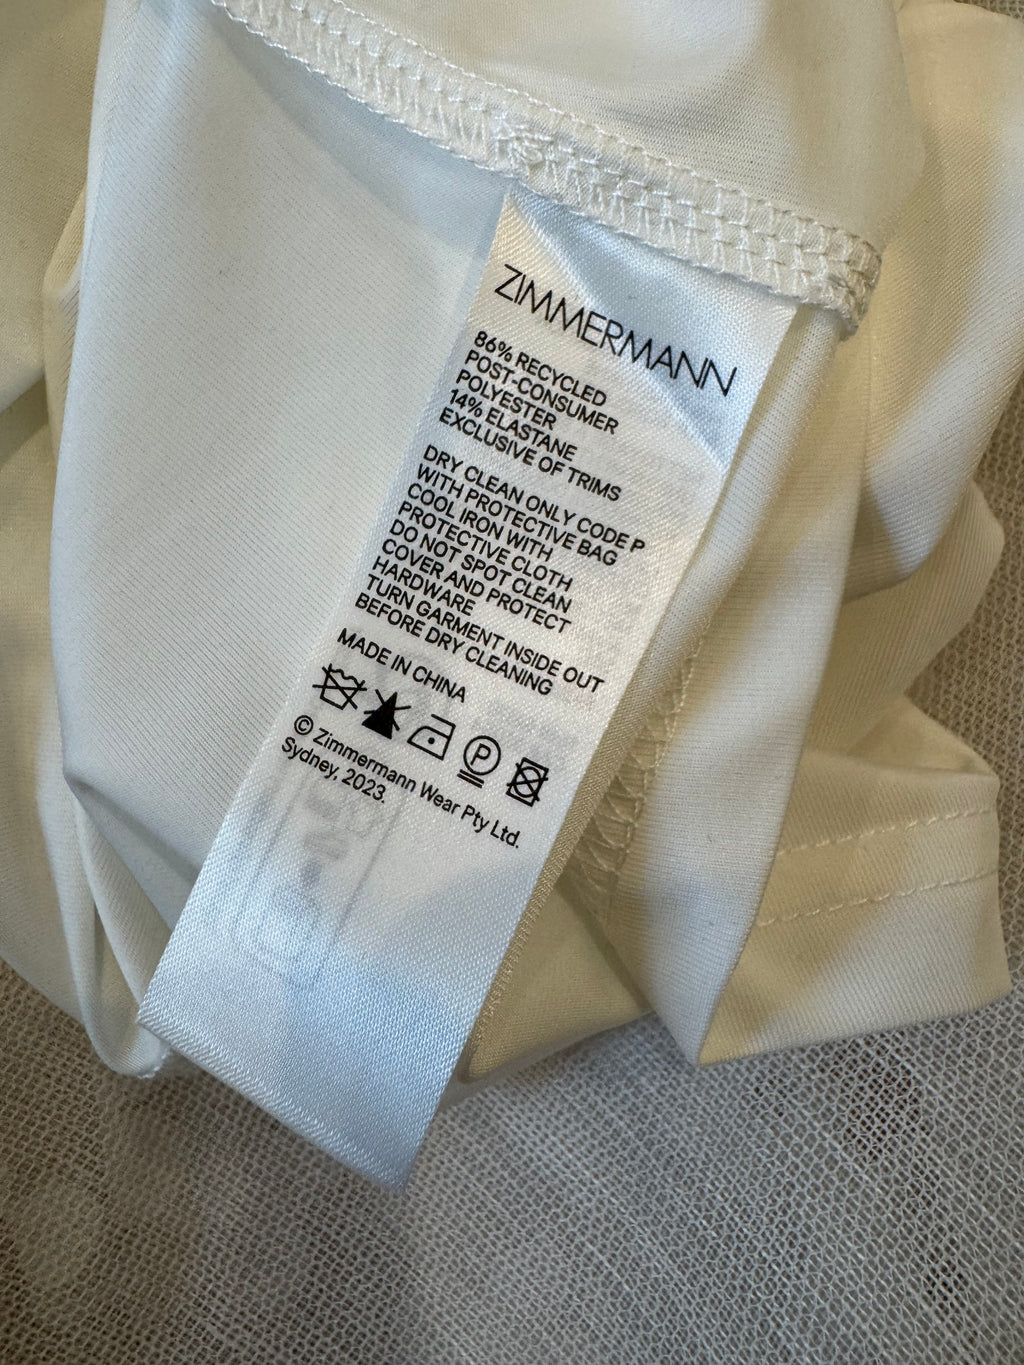 ZIMMERMANN
86% RECYCLED
POST-CONSUMER
POLYESTER
14% ELASTANE
EXCLUSIVE OF TRIMS
DRY CLEAN ONLY CODE P
WITH PROTECTIVE BAG
COOL IRON WITH
PROTECTIVE CLOTH
DO NOT SPOT CLEAN
COVER AND PROTECT
HARDWARE
TURN GARMENT INSIDE OUT
BEFORE DRY CLEANING
MADE IN CHINA
P
© Zimmermann Wear Pty Ltd.
Sydney, 2023.